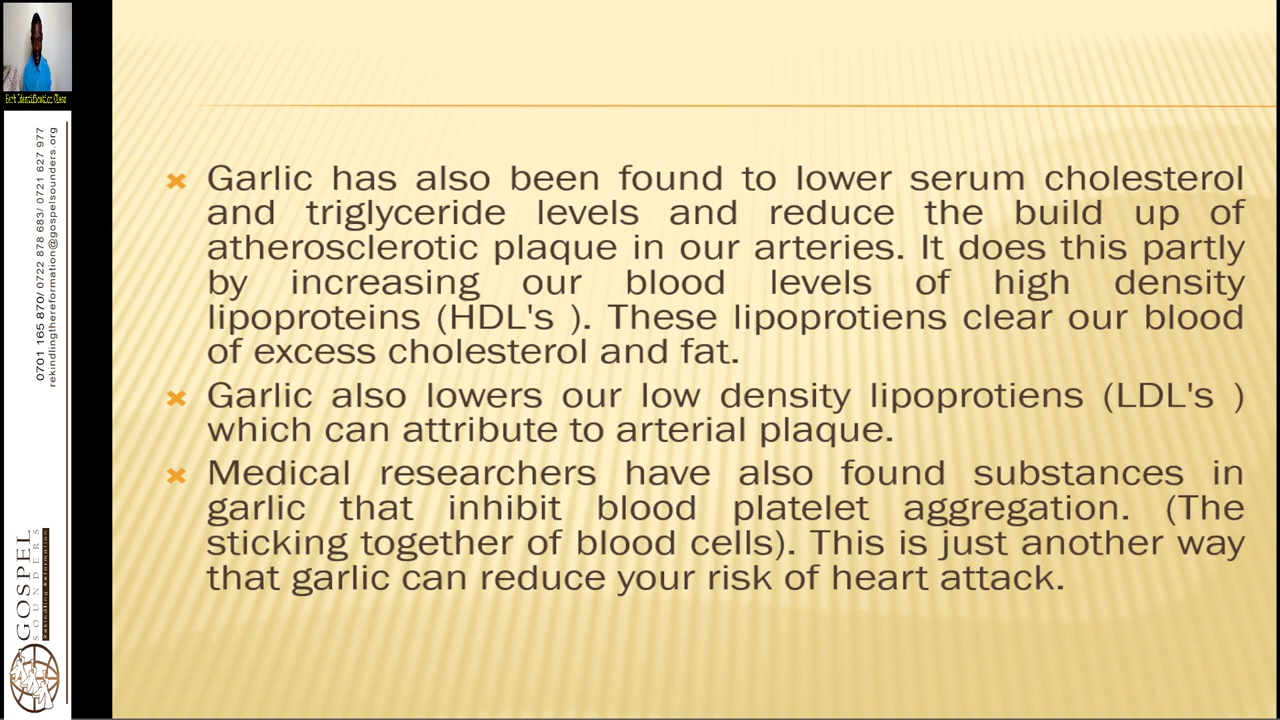 Herb Identification Class
0701 165 870/ 0722 878 683/ 0721 627 977
rekindlingthereformation@gospelsounders.org
GOSPEL
SOUNDERS
Rekindling Reformation
Garlic has also been found to lower serum cholesterol
and triglyceride levels and reduce the build up of
atherosclerotic plaque in our arteries. It does this partly
by increasing our blood levels of high density
lipoproteins (HDL's ). These lipoprotiens clear our blood
of excess cholesterol and fat.
Garlic also lowers our low density lipoprotiens (LDL's )
which can attribute to arterial plaque.
Medical researchers have also found substances in
garlic that inhibit blood platelet aggregation. (The
sticking together of blood cells). This is just another way
that garlic can reduce your risk of heart attack.